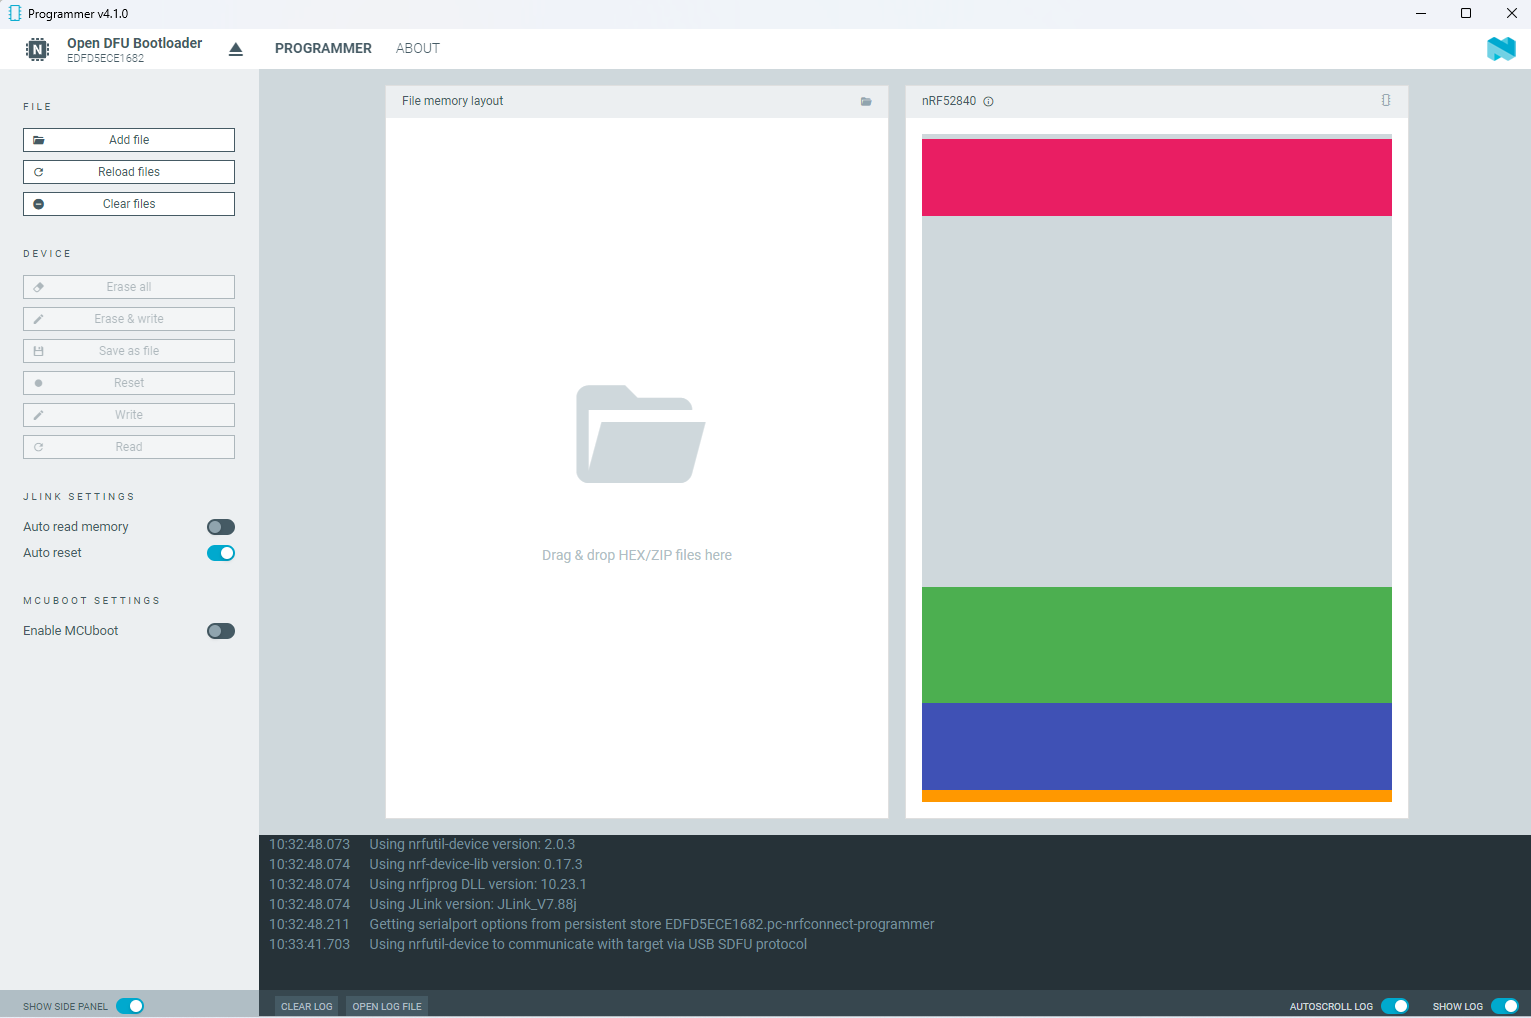 Programmer v4.1.0
Open DFU Bootloader
EDFD5ECE1682
PROGRAMMER
ABOUT
FILE
Add file
Reload files
Clear files
DEVICE
Erase all
Erase & write
Save as file
Reset
Write
Read
JLINK SETTINGS
Auto read memory
Auto reset
MCUBOOT SETTINGS
Enable MCUboot
SHOW SIDE PANEL
File memory layout
Drag & drop HEX/ZIP files here
nRF52840
10:32:48.073 Using nrfutil-device version: 2.0.3
10:32:48.074 Using nrf-device-lib version: 0.17.3
10:32:48.074 Using nrfjprog DLL version: 10.23.1
10:32:48.074 Using JLink version: JLink_V7.88j
10:32:48.211 Getting serialport options from persistent store EDFD5ECE1682.pc-nrfconnect-programmer
10:33:41.703 Using nrfutil-device to communicate with target via USB SDFU protocol
CLEAR LOG
OPEN LOG FILE
AUTOSCROLL LOG
SHOW LOG